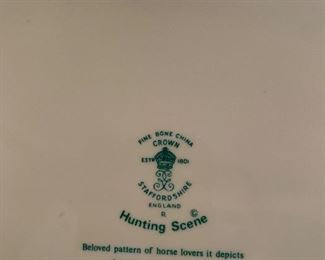 FINE BONE CHINA
CROWN
ESTD 1801
STAFFORDSHIRE
ENGLAND
R
Hunting Scene ©
Beloved pattern of horse lovers it depicts